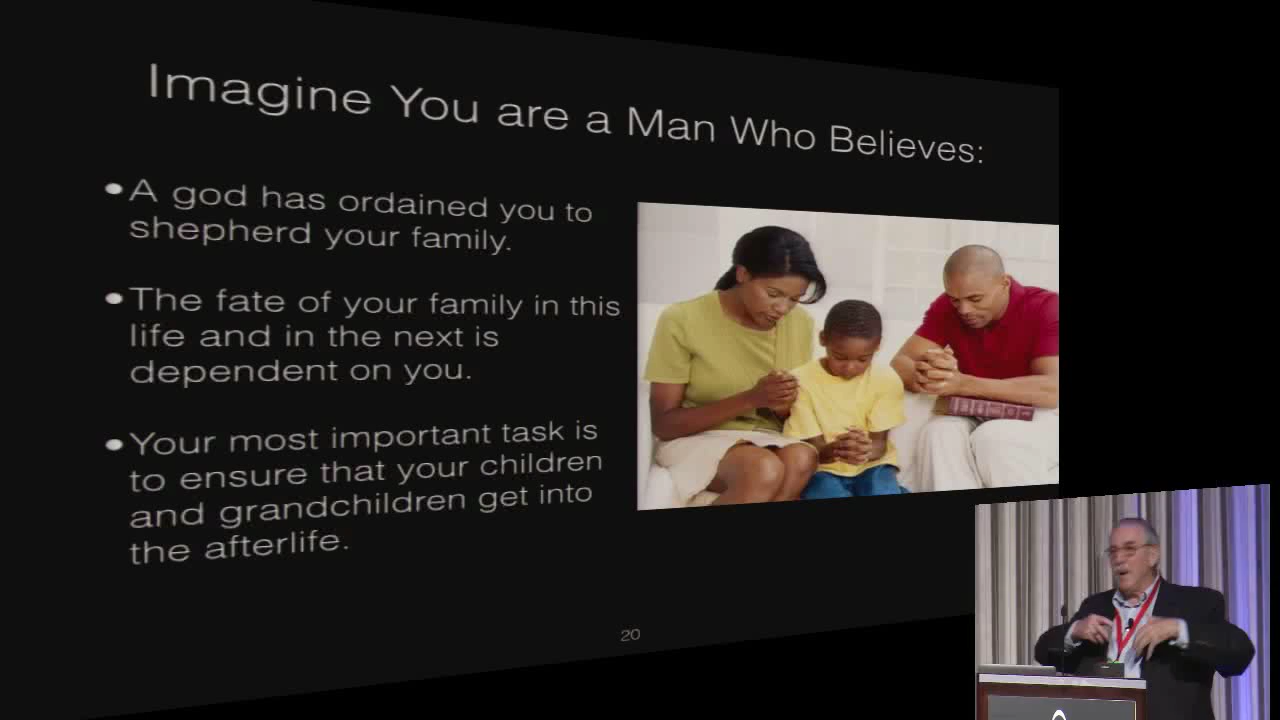 Imagine You are a Man Who Believes:
• A god has ordained you to
shepherd your family.
• The fate of your family in this
life and in the next is
dependent on you.
• Your most important task is
to ensure that your children
and grandchildren get into
the afterlife.
20